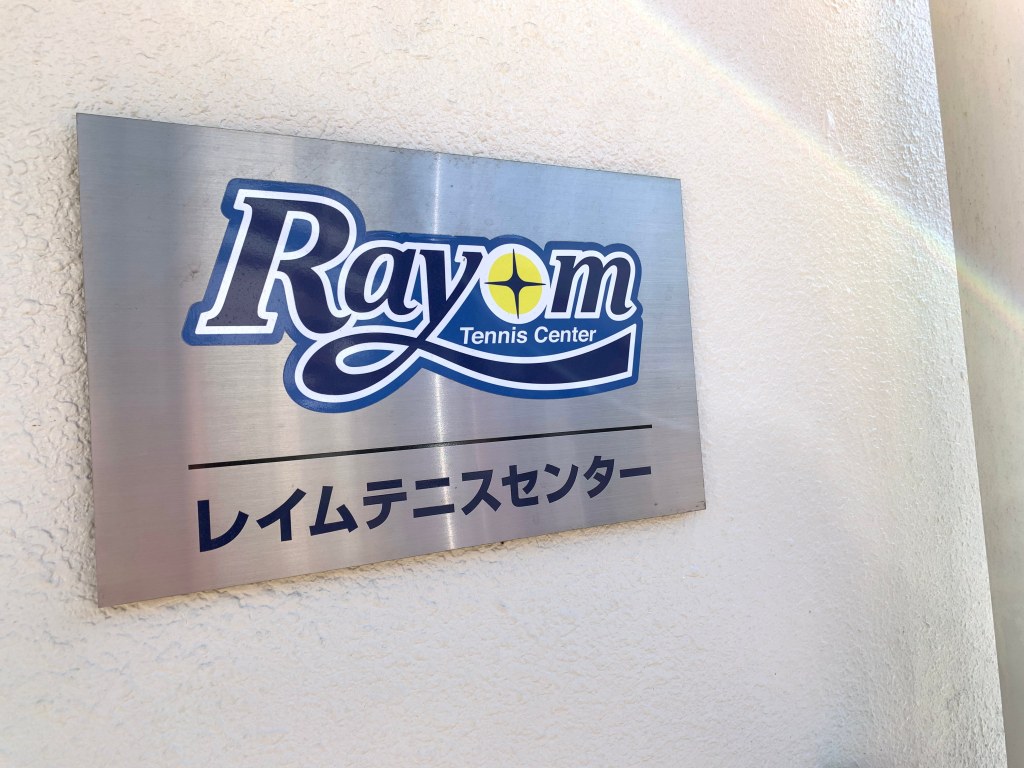 Rayom
Tennis Center
レイムテニスセンター